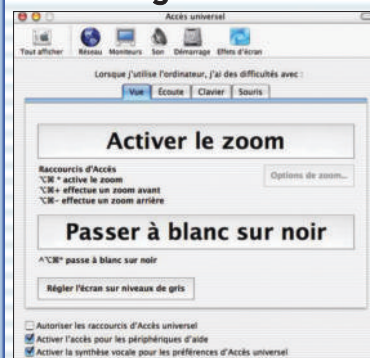 Accès universel
Tout afficher Réseau Moniteurs Son Démarrage Effets d'écran
Lorsque j'utilise l'ordinateur, j'ai des difficultés avec :
Vue Écoute Clavier Souris
Activer le zoom
Raccourcis d'Accès
⌥⌘ * active le zoom
⌥⌘+ effectue un zoom avant
⌥⌘- effectue un zoom arrière
Options de zoom...
Passer à blanc sur noir
^⌥⌘* passe à blanc sur noir
Régler l'écran sur niveaux de gris
Autoriser les raccourcis d'Accès universel
Activer l'accès pour les périphériques d'aide
Activer la synthèse vocale pour les préférences d'Accès universel